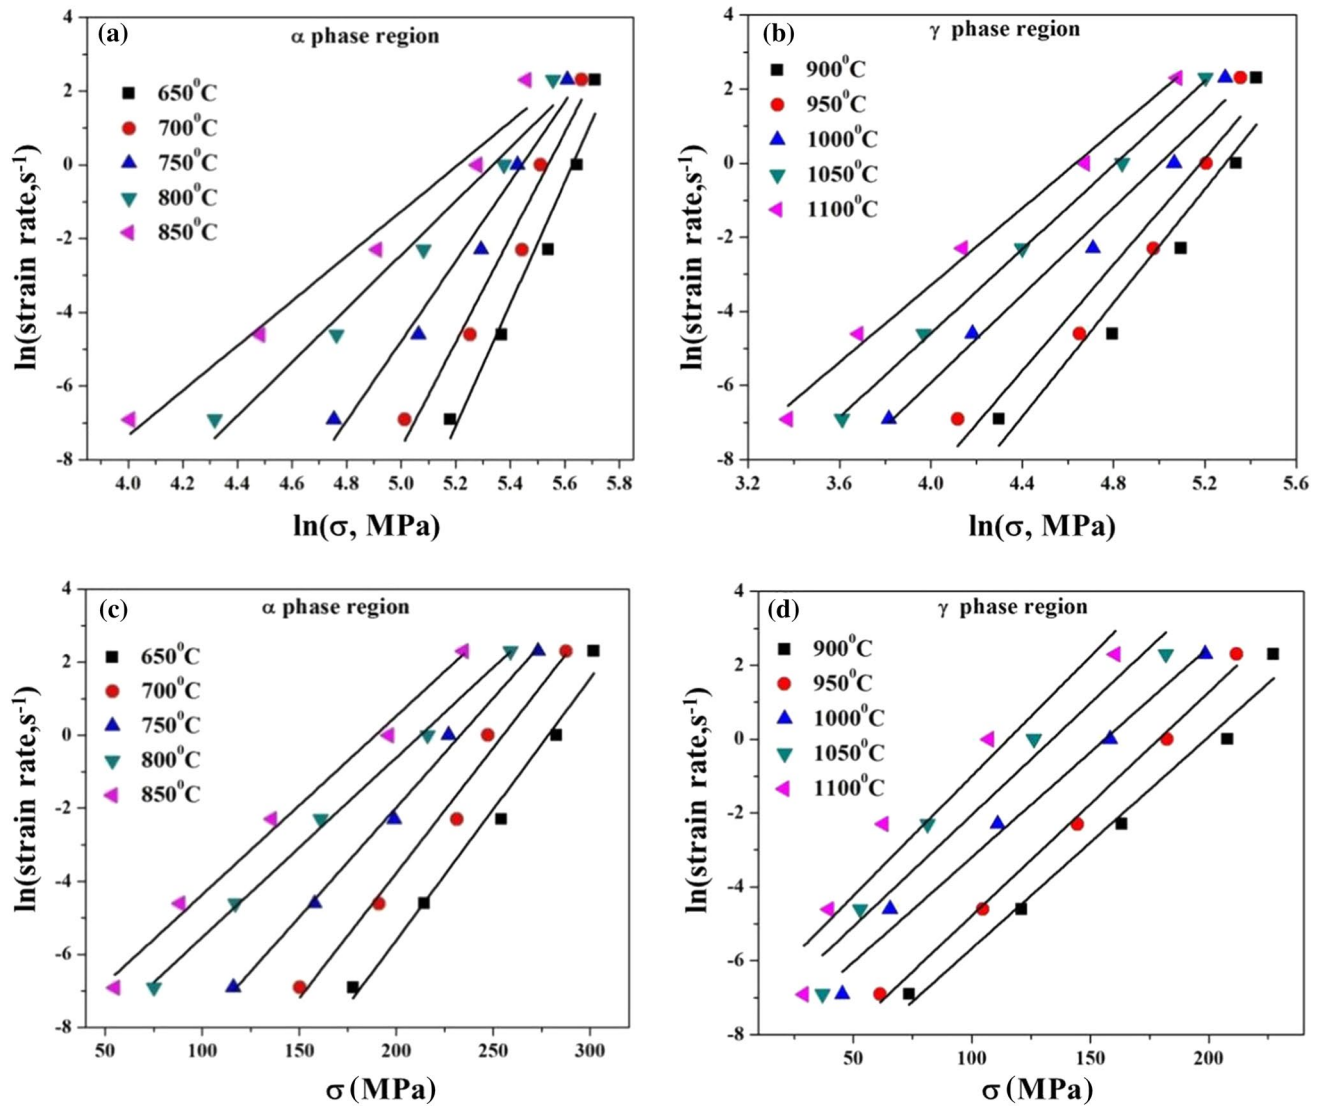 (a)
α phase region
650⁰C
700⁰C
750⁰C
800⁰C
850⁰C
4
2
0
-2
-4
-6
-8
ln(strain rate,s⁻¹)
4.0 4.2 4.4 4.6 4.8 5.0 5.2 5.4 5.6 5.8
ln(σ, MPa)
(b)
γ phase region
900⁰C
950⁰C
1000⁰C
1050⁰C
1100⁰C
4
2
0
-2
-4
-6
-8
ln(strain rate,s⁻¹)
3.2 3.6 4.0 4.4 4.8 5.2 5.6
ln(σ, MPa)
(c)
α phase region
650⁰C
700⁰C
750⁰C
800⁰C
850⁰C
4
2
0
-2
-4
-6
-8
ln(strain rate,s⁻¹)
50 100 150 200 250 300
σ (MPa)
(d)
γ phase region
900⁰C
950⁰C
1000⁰C
1050⁰C
1100⁰C
4
2
0
-2
-4
-6
-8
ln(strain rate,s⁻¹)
50 100 150 200
σ (MPa)